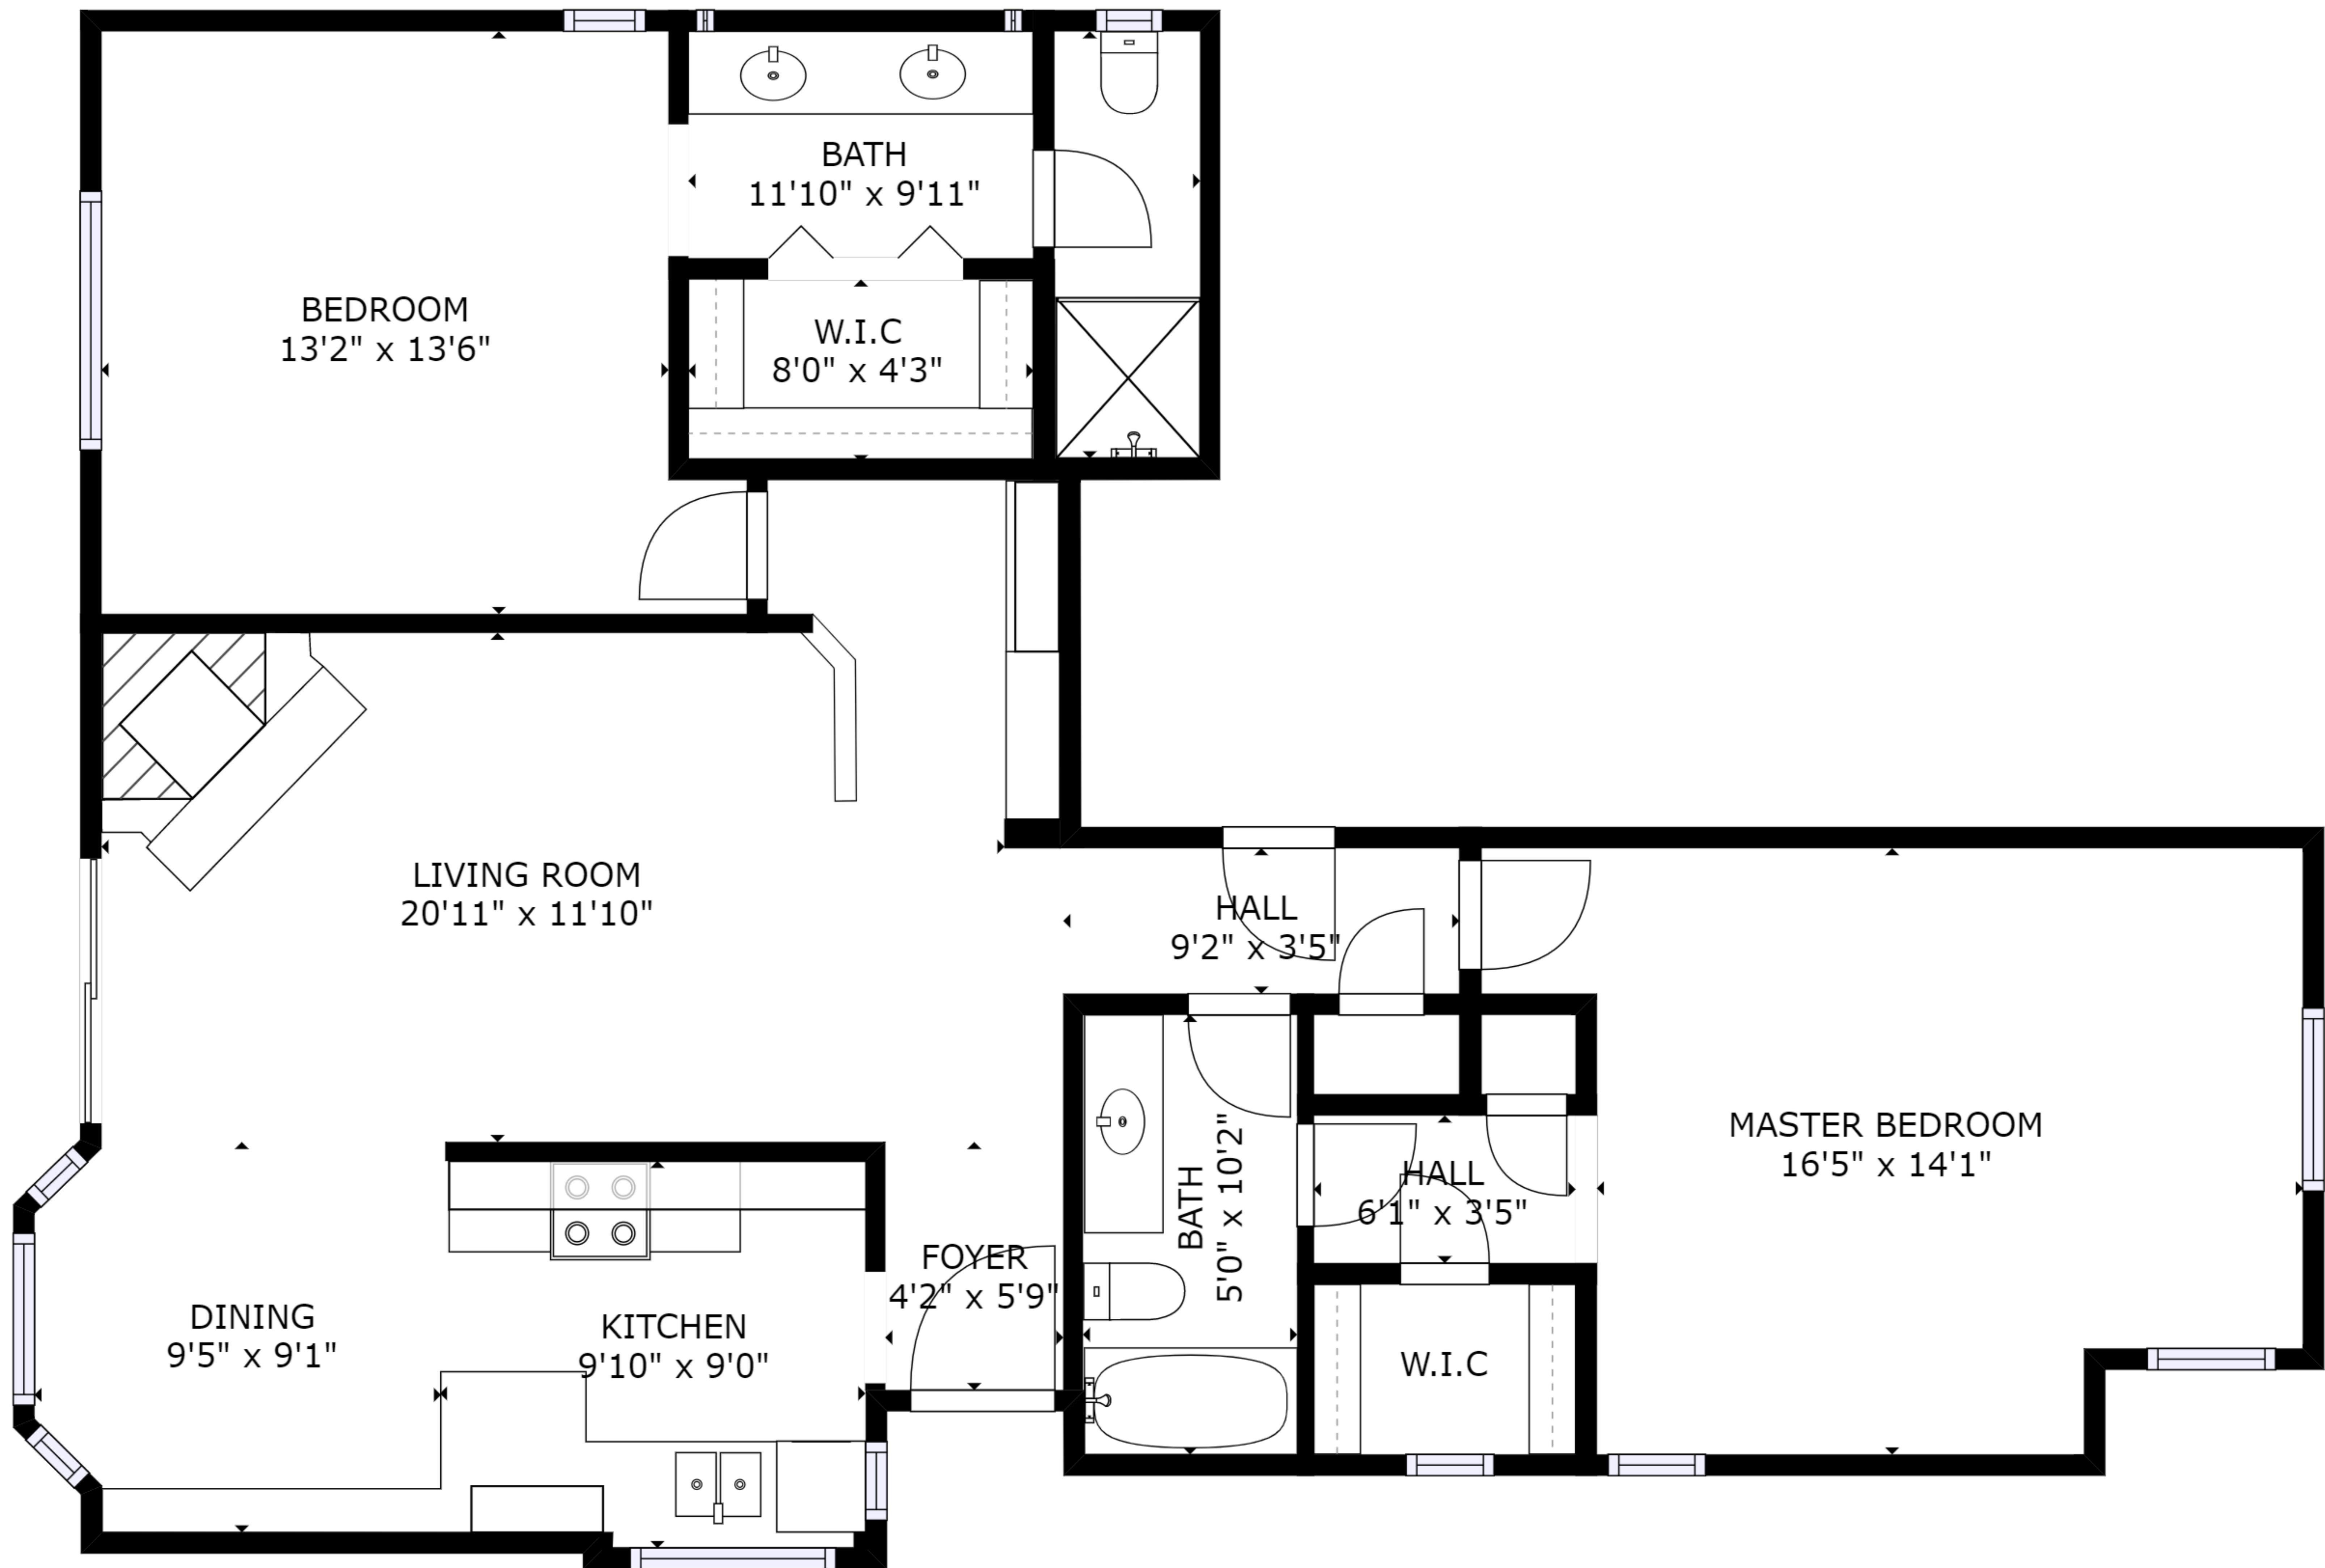 BATH
11'10" x 9'11"
BEDROOM
13'2" x 13'6"
W.I.C
8'0" x 4'3"
LIVING ROOM
20'11" x 11'10"
HALL
9'2" x 3'5"
MASTER BEDROOM
16'5" x 14'1"
BATH
5'0" x 10'2"
HALL
6'1" x 3'5"
FOYER
4'2" x 5'9"
DINING
9'5" x 9'1"
KITCHEN
9'10" x 9'0"
W.I.C